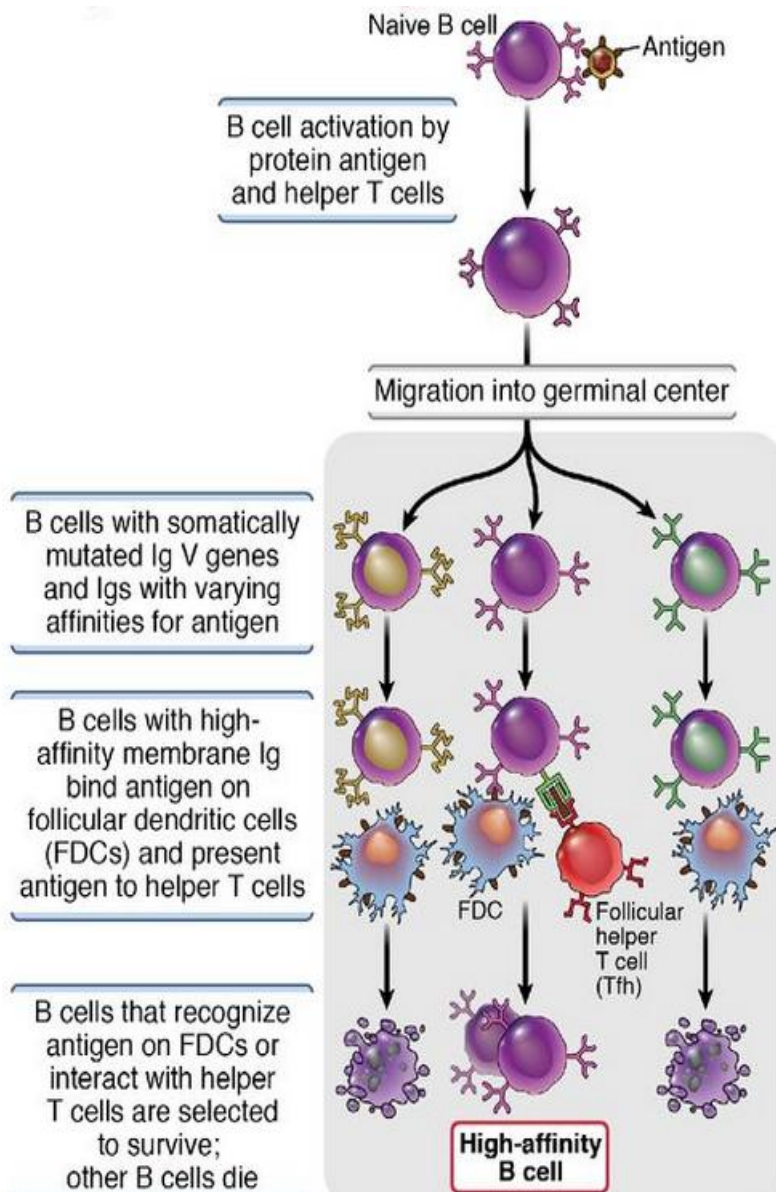 Naive B cell
Antigen
B cell activation by
protein antigen
and helper T cells
Migration into germinal center
B cells with somatically
mutated Ig V genes
and Igs with varying
affinities for antigen
B cells with high-
affinity membrane Ig
bind antigen on
follicular dendritic cells
(FDCs) and present
antigen to helper T cells
FDC
Follicular
helper
T cell
(Tfh)
B cells that recognize
antigen on FDCs or
interact with helper
T cells are selected
to survive;
other B cells die
High-affinity
B cell